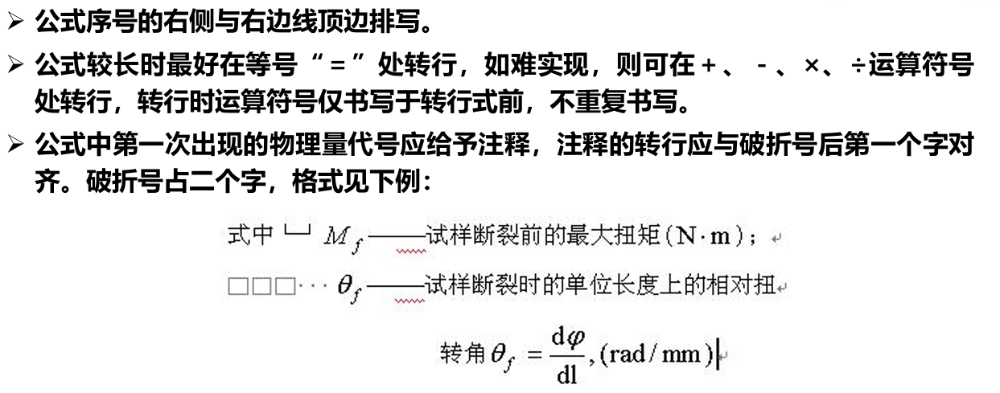 ➢ 公式序号的右侧与右边线顶边排写。
➢ 公式较长时最好在等号“=”处转行，如难实现，则可在+、-、×、÷运算符号
处转行，转行时运算符号仅书写于转行式前，不重复书写。
➢ 公式中第一次出现的物理量代号应给予注释，注释的转行应与破折号后第一个字对
齐。破折号占二个字，格式见下例：
式中 M_f ——试样断裂前的最大扭矩(N·m)；
□□□··· θ_f ——试样断裂时的单位长度上的相对扭
转角θ_f = dφ/dl, (rad/mm)